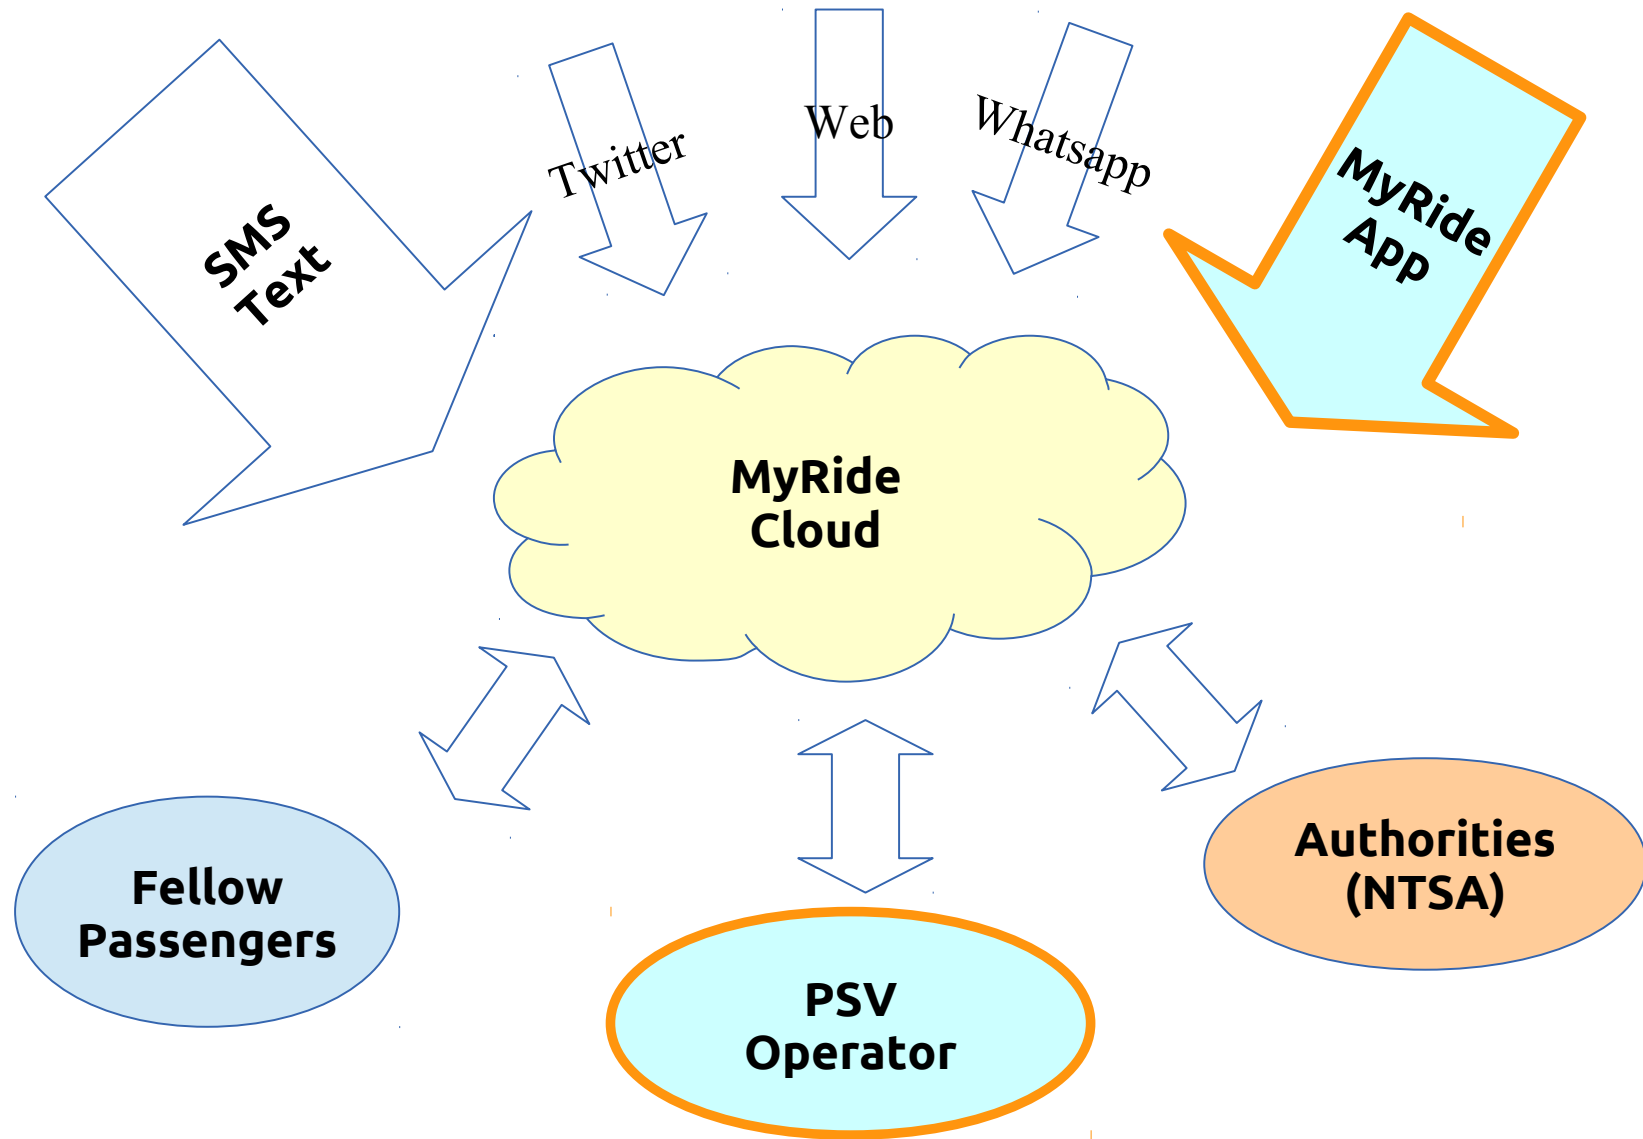 SMS
Text
Twitter
Web
Whatsapp
MyRide
App
MyRide
Cloud
Fellow
Passengers
PSV
Operator
Authorities
(NTSA)